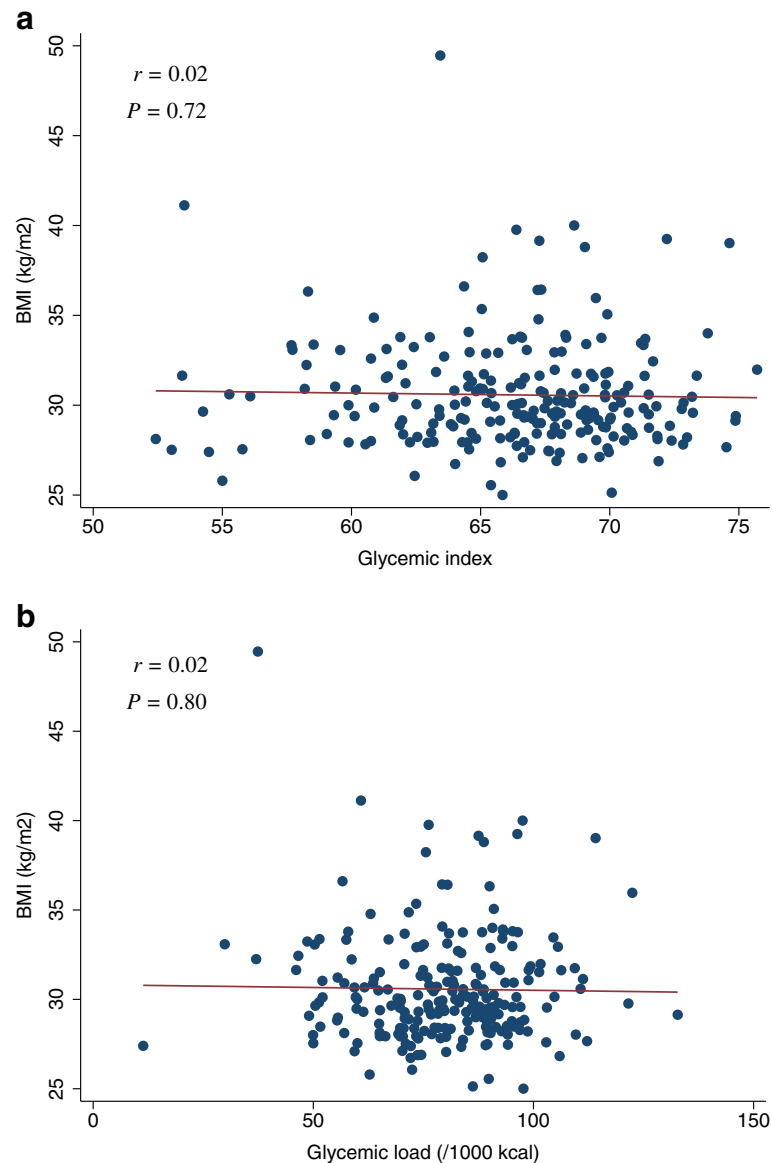 a
50
45
40
35
30
25
BMI (kg/m2)
r = 0.02
P = 0.72
50 55 60 65 70 75
Glycemic index
b
50
45
40
35
30
25
BMI (kg/m2)
r = 0.02
P = 0.80
0 50 100 150
Glycemic load (/1000 kcal)